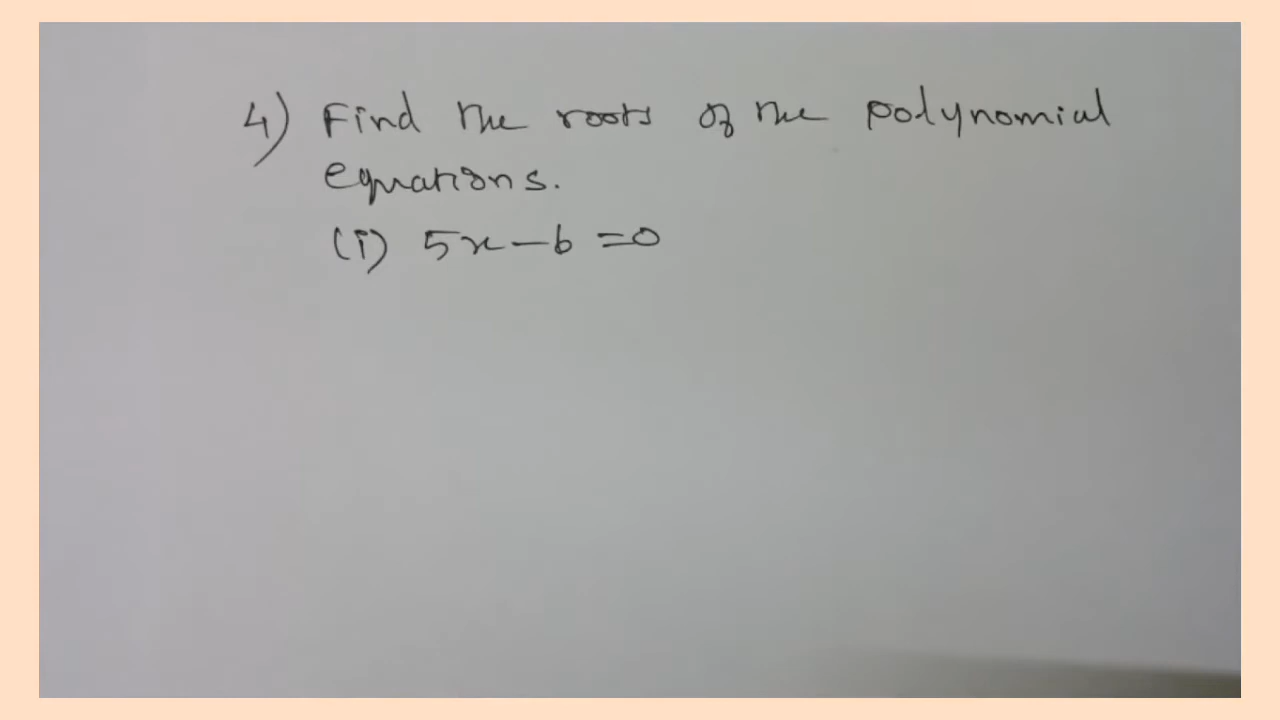 4) Find the roots of the polynomial
equations.
(i) 5x - 6 = 0